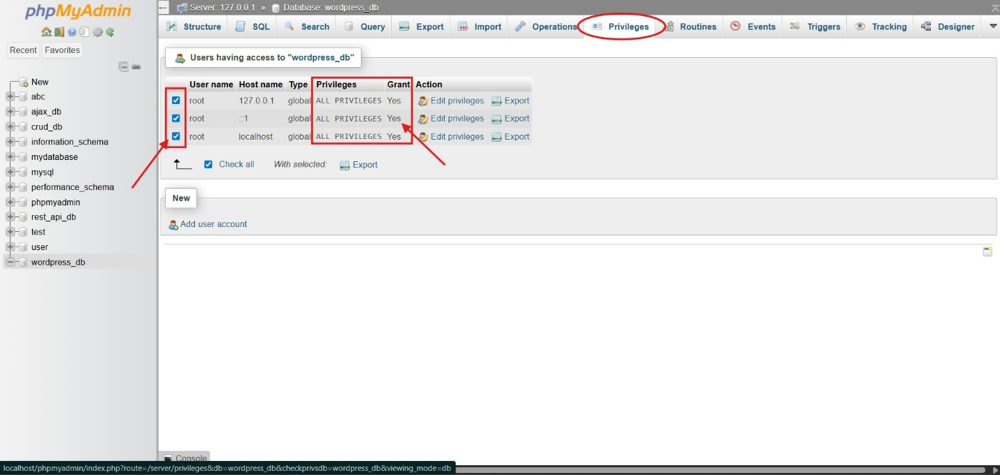 phpMyAdmin
Recent Favorites
New
abc
ajax_db
crud_db
information_schema
mydatabase
mysql
performance_schema
phpmyadmin
rest_api_db
test
user
wordpress_db
Server: 127.0.0.1 » Database: wordpress_db
Structure SQL Search Query Export Import Operations Privileges Routines Events Triggers Tracking Designer
Users having access to "wordpress_db"
User name Host name Type Privileges Grant Action
root 127.0.0.1 global ALL PRIVILEGES Yes Edit privileges Export
root ::1 global ALL PRIVILEGES Yes Edit privileges Export
root localhost global ALL PRIVILEGES Yes Edit privileges Export
Check all With selected: Export
New
Add user account
Console
localhost/phpmyadmin/index.php?route=/server/privileges&db=wordpress_db&checkprivsdb=wordpress_db&viewing_mode=db